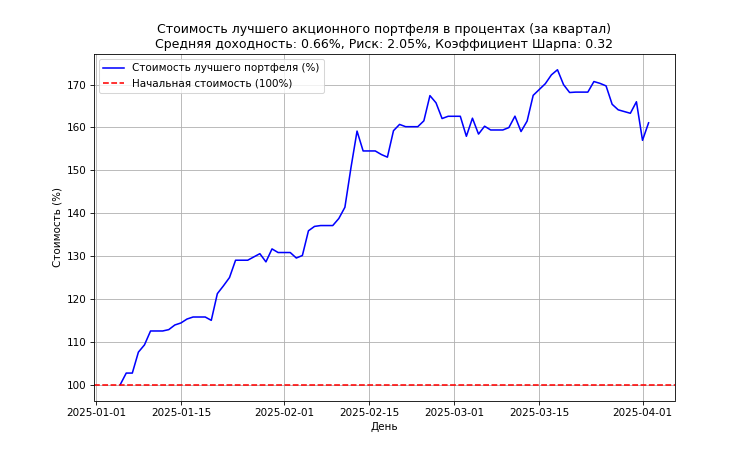 Стоимость лучшего акционного портфеля в процентах (за квартал)
Средняя доходность: 0.66%, Риск: 2.05%, Коэффициент Шарпа: 0.32
Стоимость лучшего портфеля (%)
Начальная стоимость (100%)
Стоимость (%)
170
160
150
140
130
120
110
100
2025-01-01
2025-01-15
2025-02-01
2025-02-15
2025-03-01
2025-03-15
2025-04-01
День